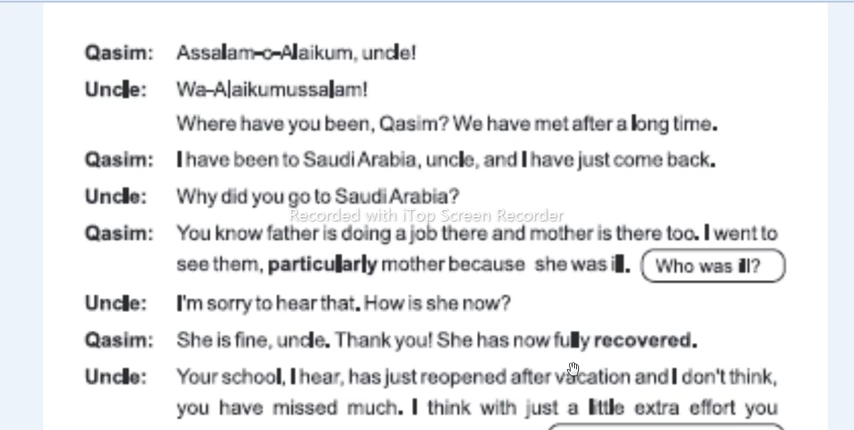 Qasim: Assalam-o-Alaikum, uncle!
Uncle: Wa-Alaikumussalam!
Where have you been, Qasim? We have met after a long time.
Qasim: I have been to Saudi Arabia, uncle, and I have just come back.
Uncle: Why did you go to Saudi Arabia?
Recorded with iTop Screen Recorder
Qasim: You know father is doing a job there and mother is there too. I went to
see them, particularly mother because she was ill. Who was ill?
Uncle: I'm sorry to hear that. How is she now?
Qasim: She is fine, uncle. Thank you! She has now fully recovered.
Uncle: Your school, I hear, has just reopened after vacation and I don't think,
you have missed much. I think with just a little extra effort you